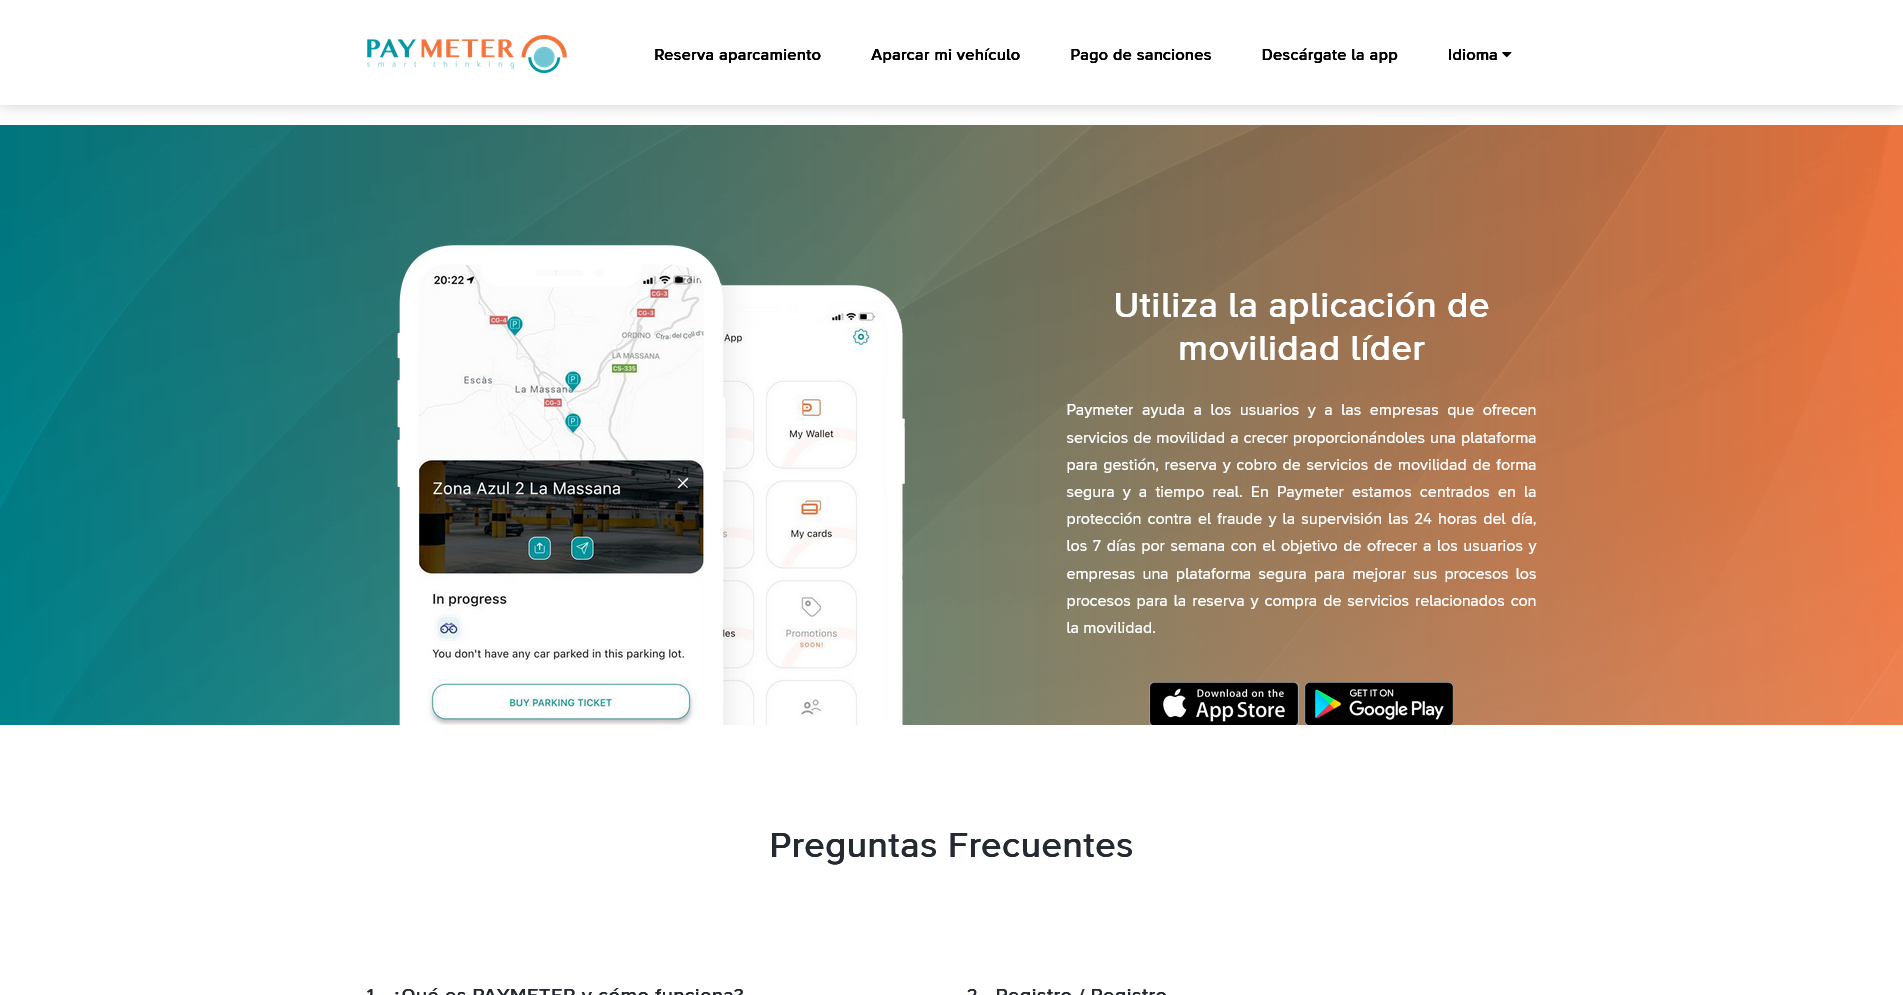 PAY METER
smart thinking
Reserva aparcamiento
Aparcar mi vehículo
Pago de sanciones
Descárgate la app
Idioma
20:22
CG-3
CG-4
CG-3
ORDINO
Ctra. del Coll d'O
LA MASSANA
CS-335
Escàs
La Massana
CG-3
Zona Azul 2 La Massana
In progress
You don't have any car parked in this parking lot.
BUY PARKING TICKET
App
My Wallet
My cards
Promotions
SOON!
Utiliza la aplicación de
movilidad líder
Paymeter ayuda a los usuarios y a las empresas que ofrecen
servicios de movilidad a crecer proporcionándoles una plataforma
para gestión, reserva y cobro de servicios de movilidad de forma
segura y a tiempo real. En Paymeter estamos centrados en la
protección contra el fraude y la supervisión las 24 horas del día,
los 7 días por semana con el objetivo de ofrecer a los usuarios y
empresas una plataforma segura para mejorar sus procesos los
procesos para la reserva y compra de servicios relacionados con
la movilidad.
Download on the
App Store
GET IT ON
Google Play
Preguntas Frecuentes
1. ¿Qué es PAYMETER y cómo funciona?
2. Registro / Registro